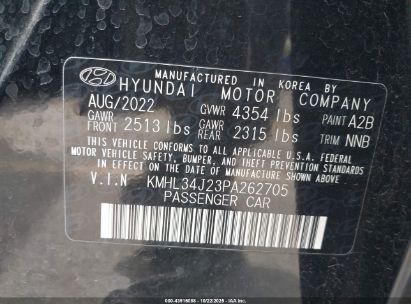 MANUFACTURED IN KOREA BY
HYUNDAI MOTOR COMPANY
AUG/2022 GVWR 4354 lbs PAINT A2B
GAWR FRONT 2513 lbs GAWR REAR 2315 lbs TRIM NNB
THIS VEHICLE CONFORMS TO ALL APPLICABLE U.S.A. FEDERAL
MOTOR VEHICLE SAFETY, BUMPER, AND THEFT PREVENTION
STANDARDS IN EFFECT ON THE DATE OF MANUFACTURE SHOWN ABOVE.
V.I.N KMHL34J23PA262705
PASSENGER CAR